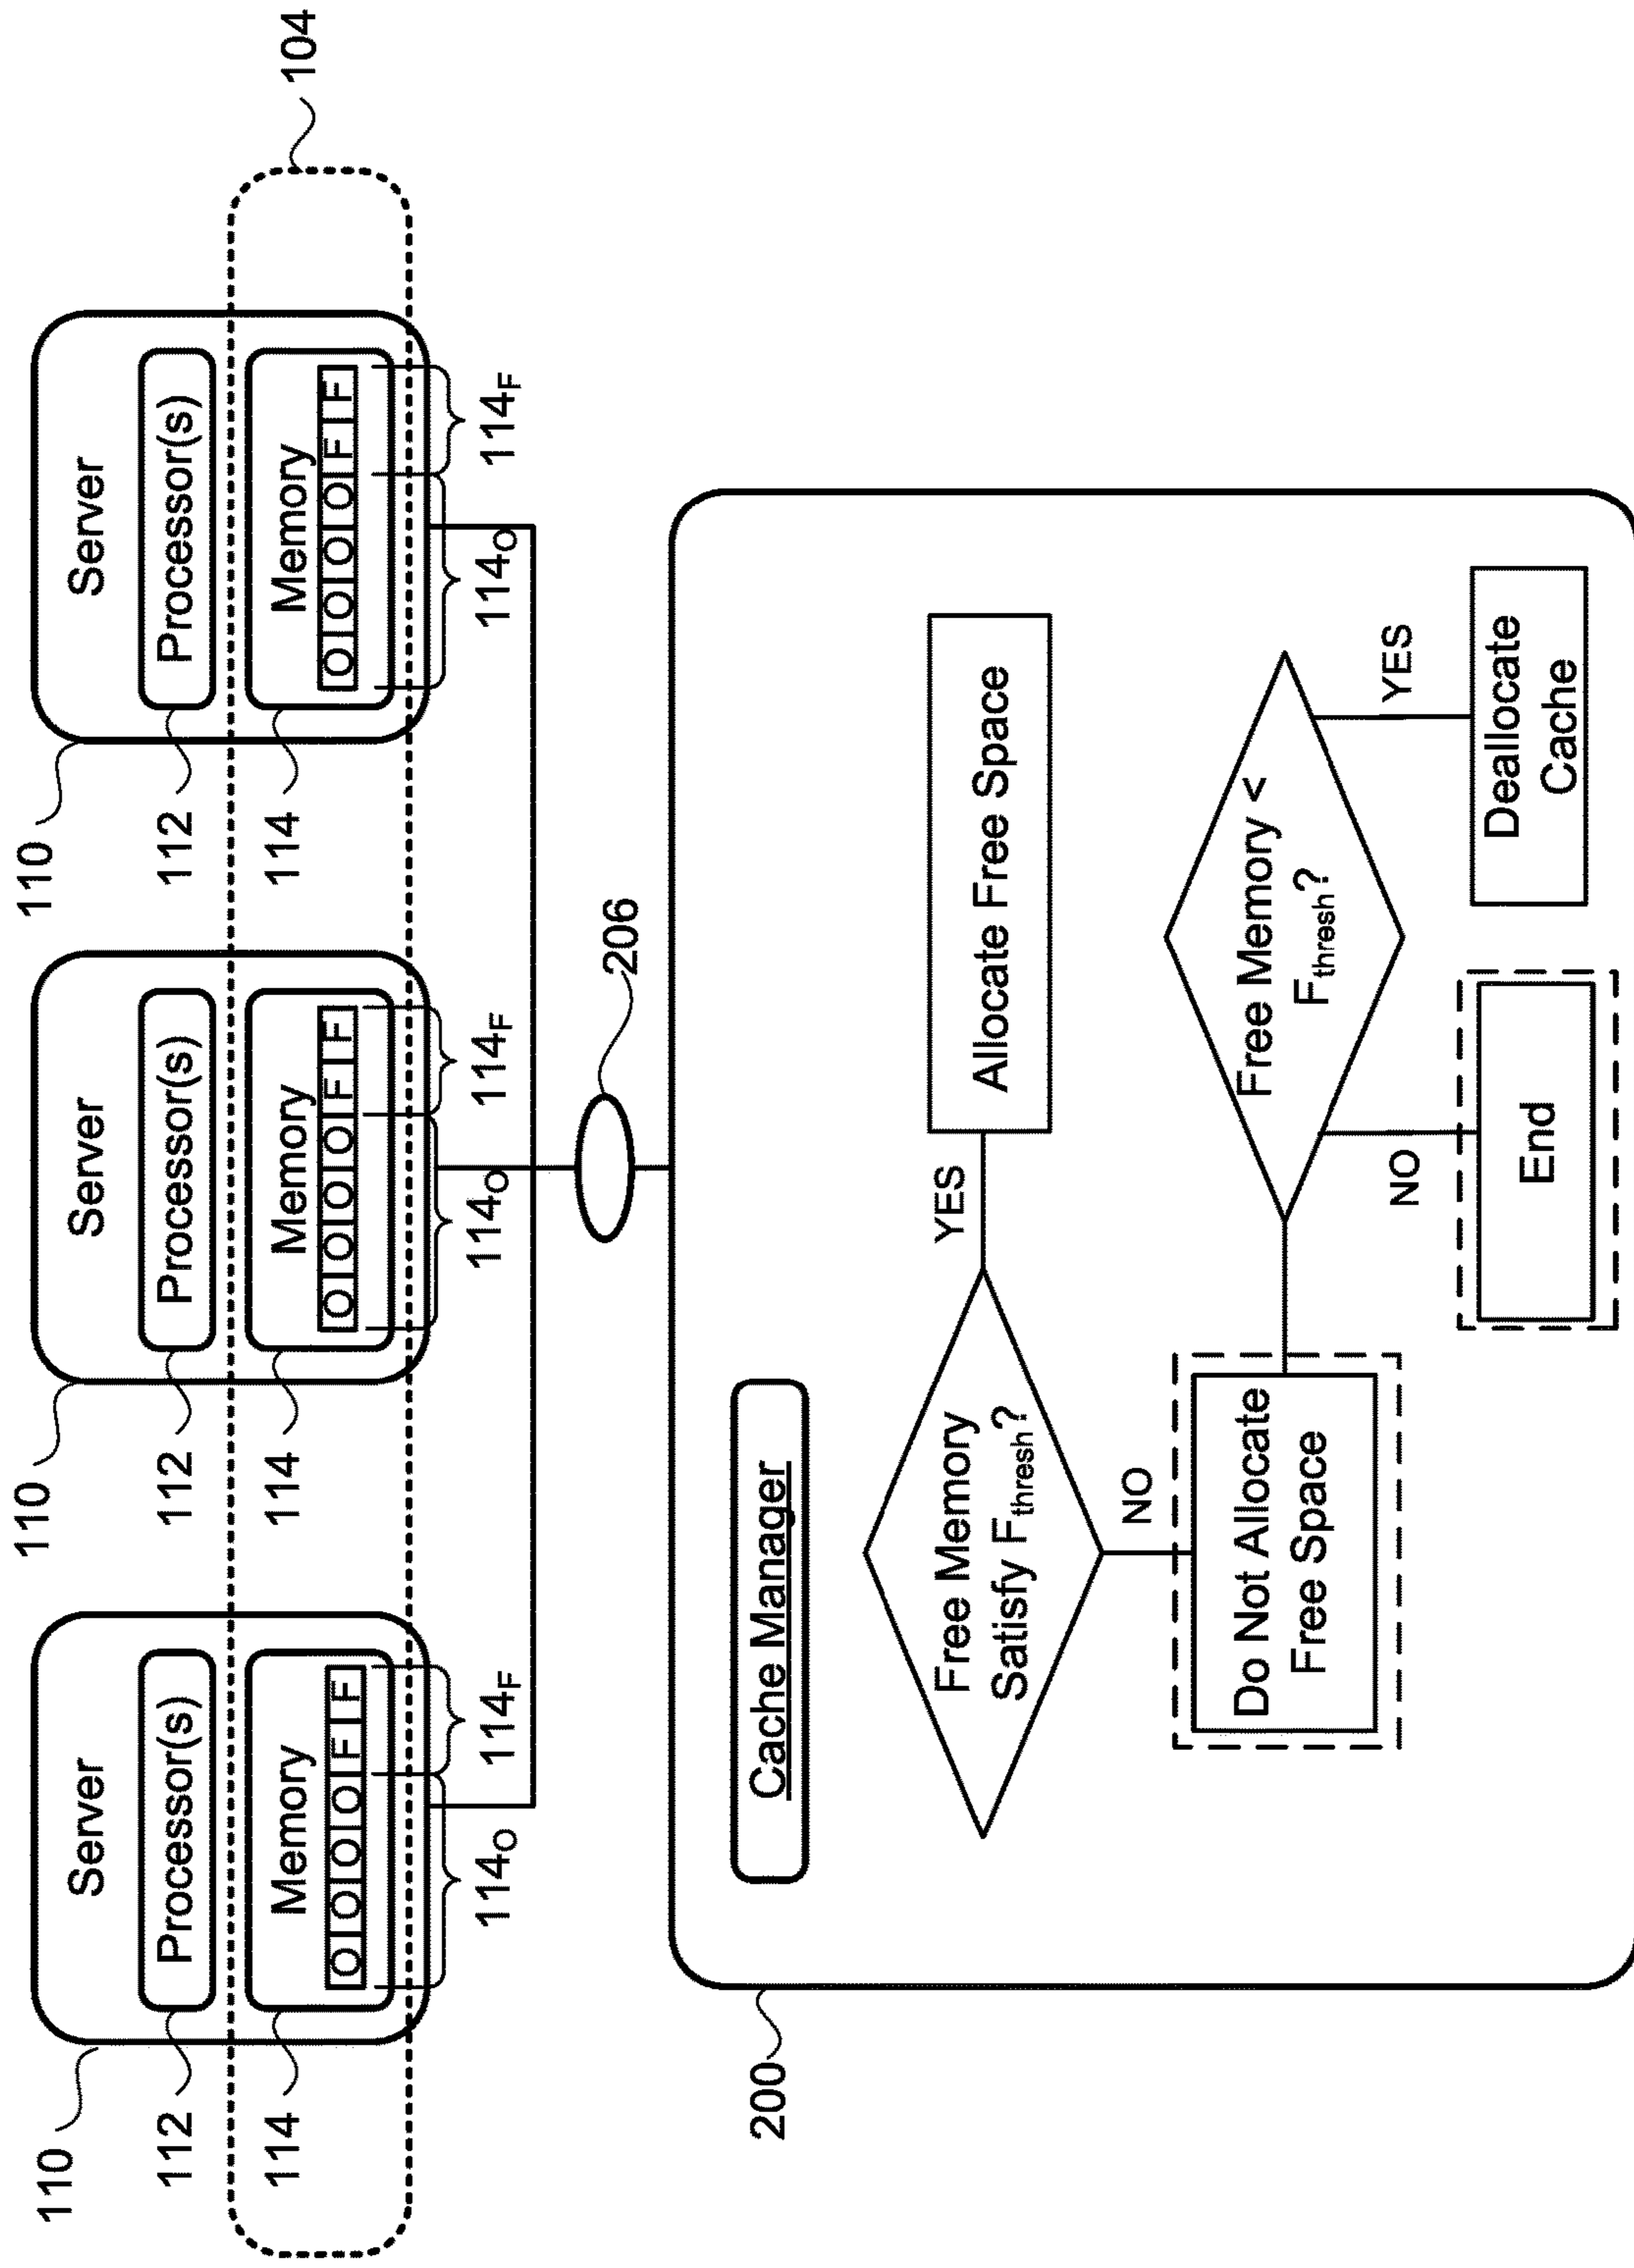 110
110
110
Server
Server
Server
112
Processor(s)
112
Processor(s)
112
Processor(s)
104
114
Memory
114
Memory
114
Memory
O O O O F F
O O O O F F
O O O O F F
114O
114F
114O
114F
114O
114F
206
200
Cache Manager
Free Memory
Satisfy Fthresh?
YES
Allocate Free Space
NO
Do Not Allocate
Free Space
Free Memory <
Fthresh?
NO
YES
End
Deallocate
Cache